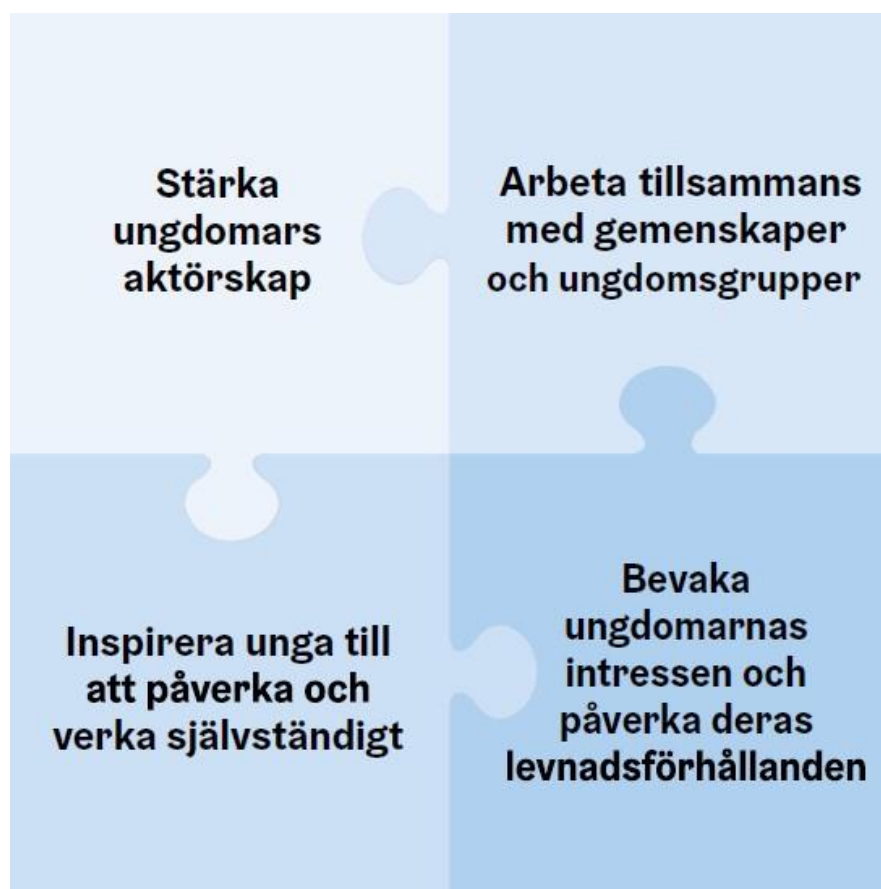 Stärka
ungdomars
aktörskap
Arbeta tillsammans
med gemenskaper
och ungdomsgrupper
Inspirera unga till
att påverka och
verka självständigt
Bevaka
ungdomarnas
intressen och
påverka deras
levnadsförhållanden